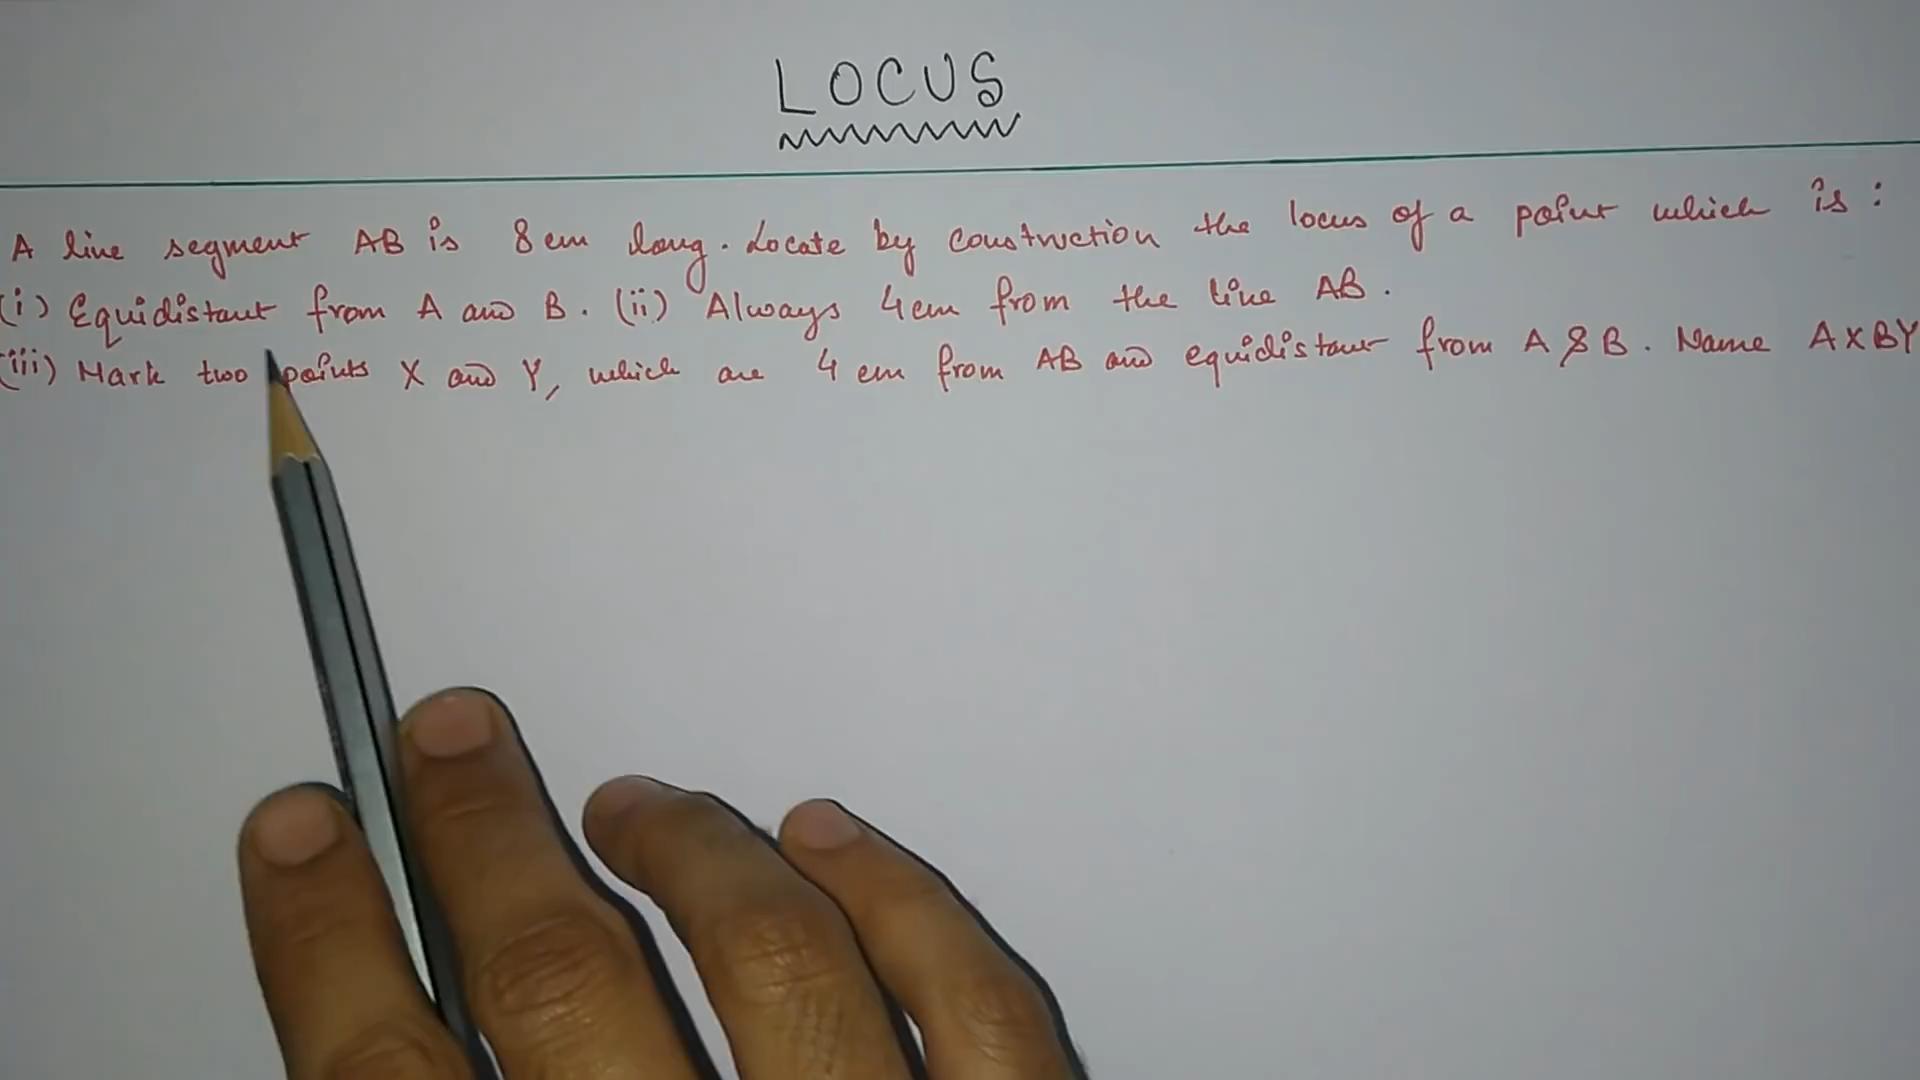 LOCUS
A line segment AB is 8 cm long. Locate by construction the locus of a point which is:
(i) Equidistant from A and B. (ii) Always 4 cm from the line AB.
(iii) Mark two points X and Y, which are 4 cm from AB and equidistant from A & B. Name AXBY